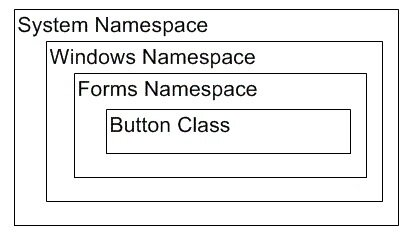 System Namespace
Windows Namespace
Forms Namespace
Button Class